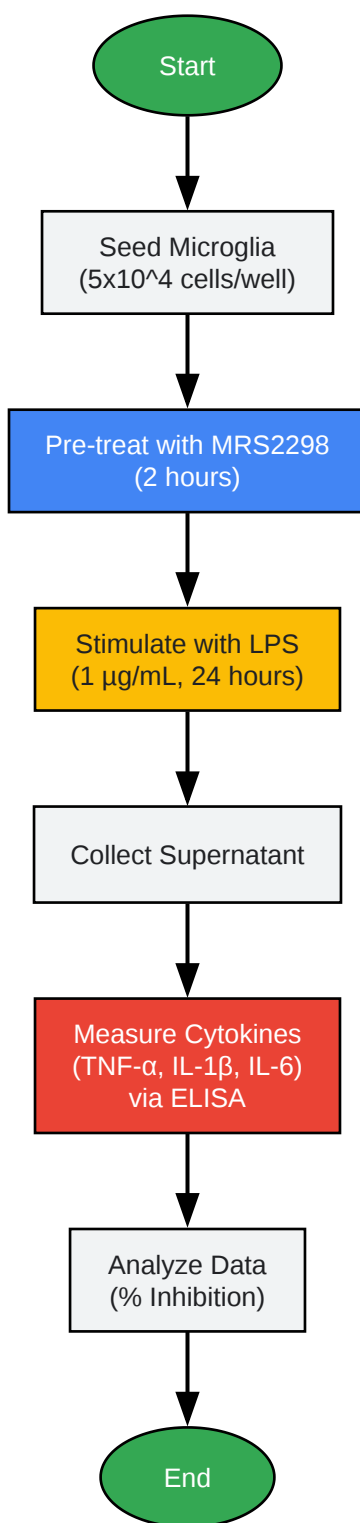 Start
Seed Microglia
(5x10^4 cells/well)
Pre-treat with MRS2298
(2 hours)
Stimulate with LPS
(1 µg/mL, 24 hours)
Collect Supernatant
Measure Cytokines
(TNF-α, IL-1β, IL-6)
via ELISA
Analyze Data
(% Inhibition)
End